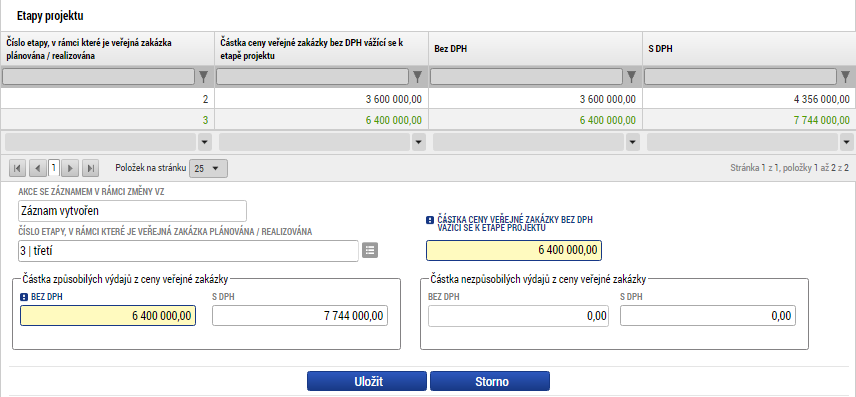 Etapy projektu
Číslo etapy, v rámci které je veřejná zakázka
plánována / realizována
Částka ceny veřejné zakázky bez DPH vážící se k
etapě projektu
Bez DPH
S DPH
2 3 600 000,00 3 600 000,00 4 356 000,00
3 6 400 000,00 6 400 000,00 7 744 000,00
1 Položek na stránku 25 Stránka 1 z 1, položky 1 až 2 z 2
AKCE SE ZÁZNAMEM V RÁMCI ZMĚNY VZ
Záznam vytvořen
ČÍSLO ETAPY, V RÁMCI KTERÉ JE VEŘEJNÁ ZAKÁZKA PLÁNOVÁNA / REALIZOVÁNA
3 | třetí
ČÁSTKA CENY VEŘEJNÉ ZAKÁZKY BEZ DPH
VÁŽÍCÍ SE K ETAPĚ PROJEKTU
6 400 000,00
Částka způsobilých výdajů z ceny veřejné zakázky
BEZ DPH S DPH
6 400 000,00 7 744 000,00
Částka nezpůsobilých výdajů z ceny veřejné zakázky
BEZ DPH S DPH
0,00 0,00
Uložit Storno